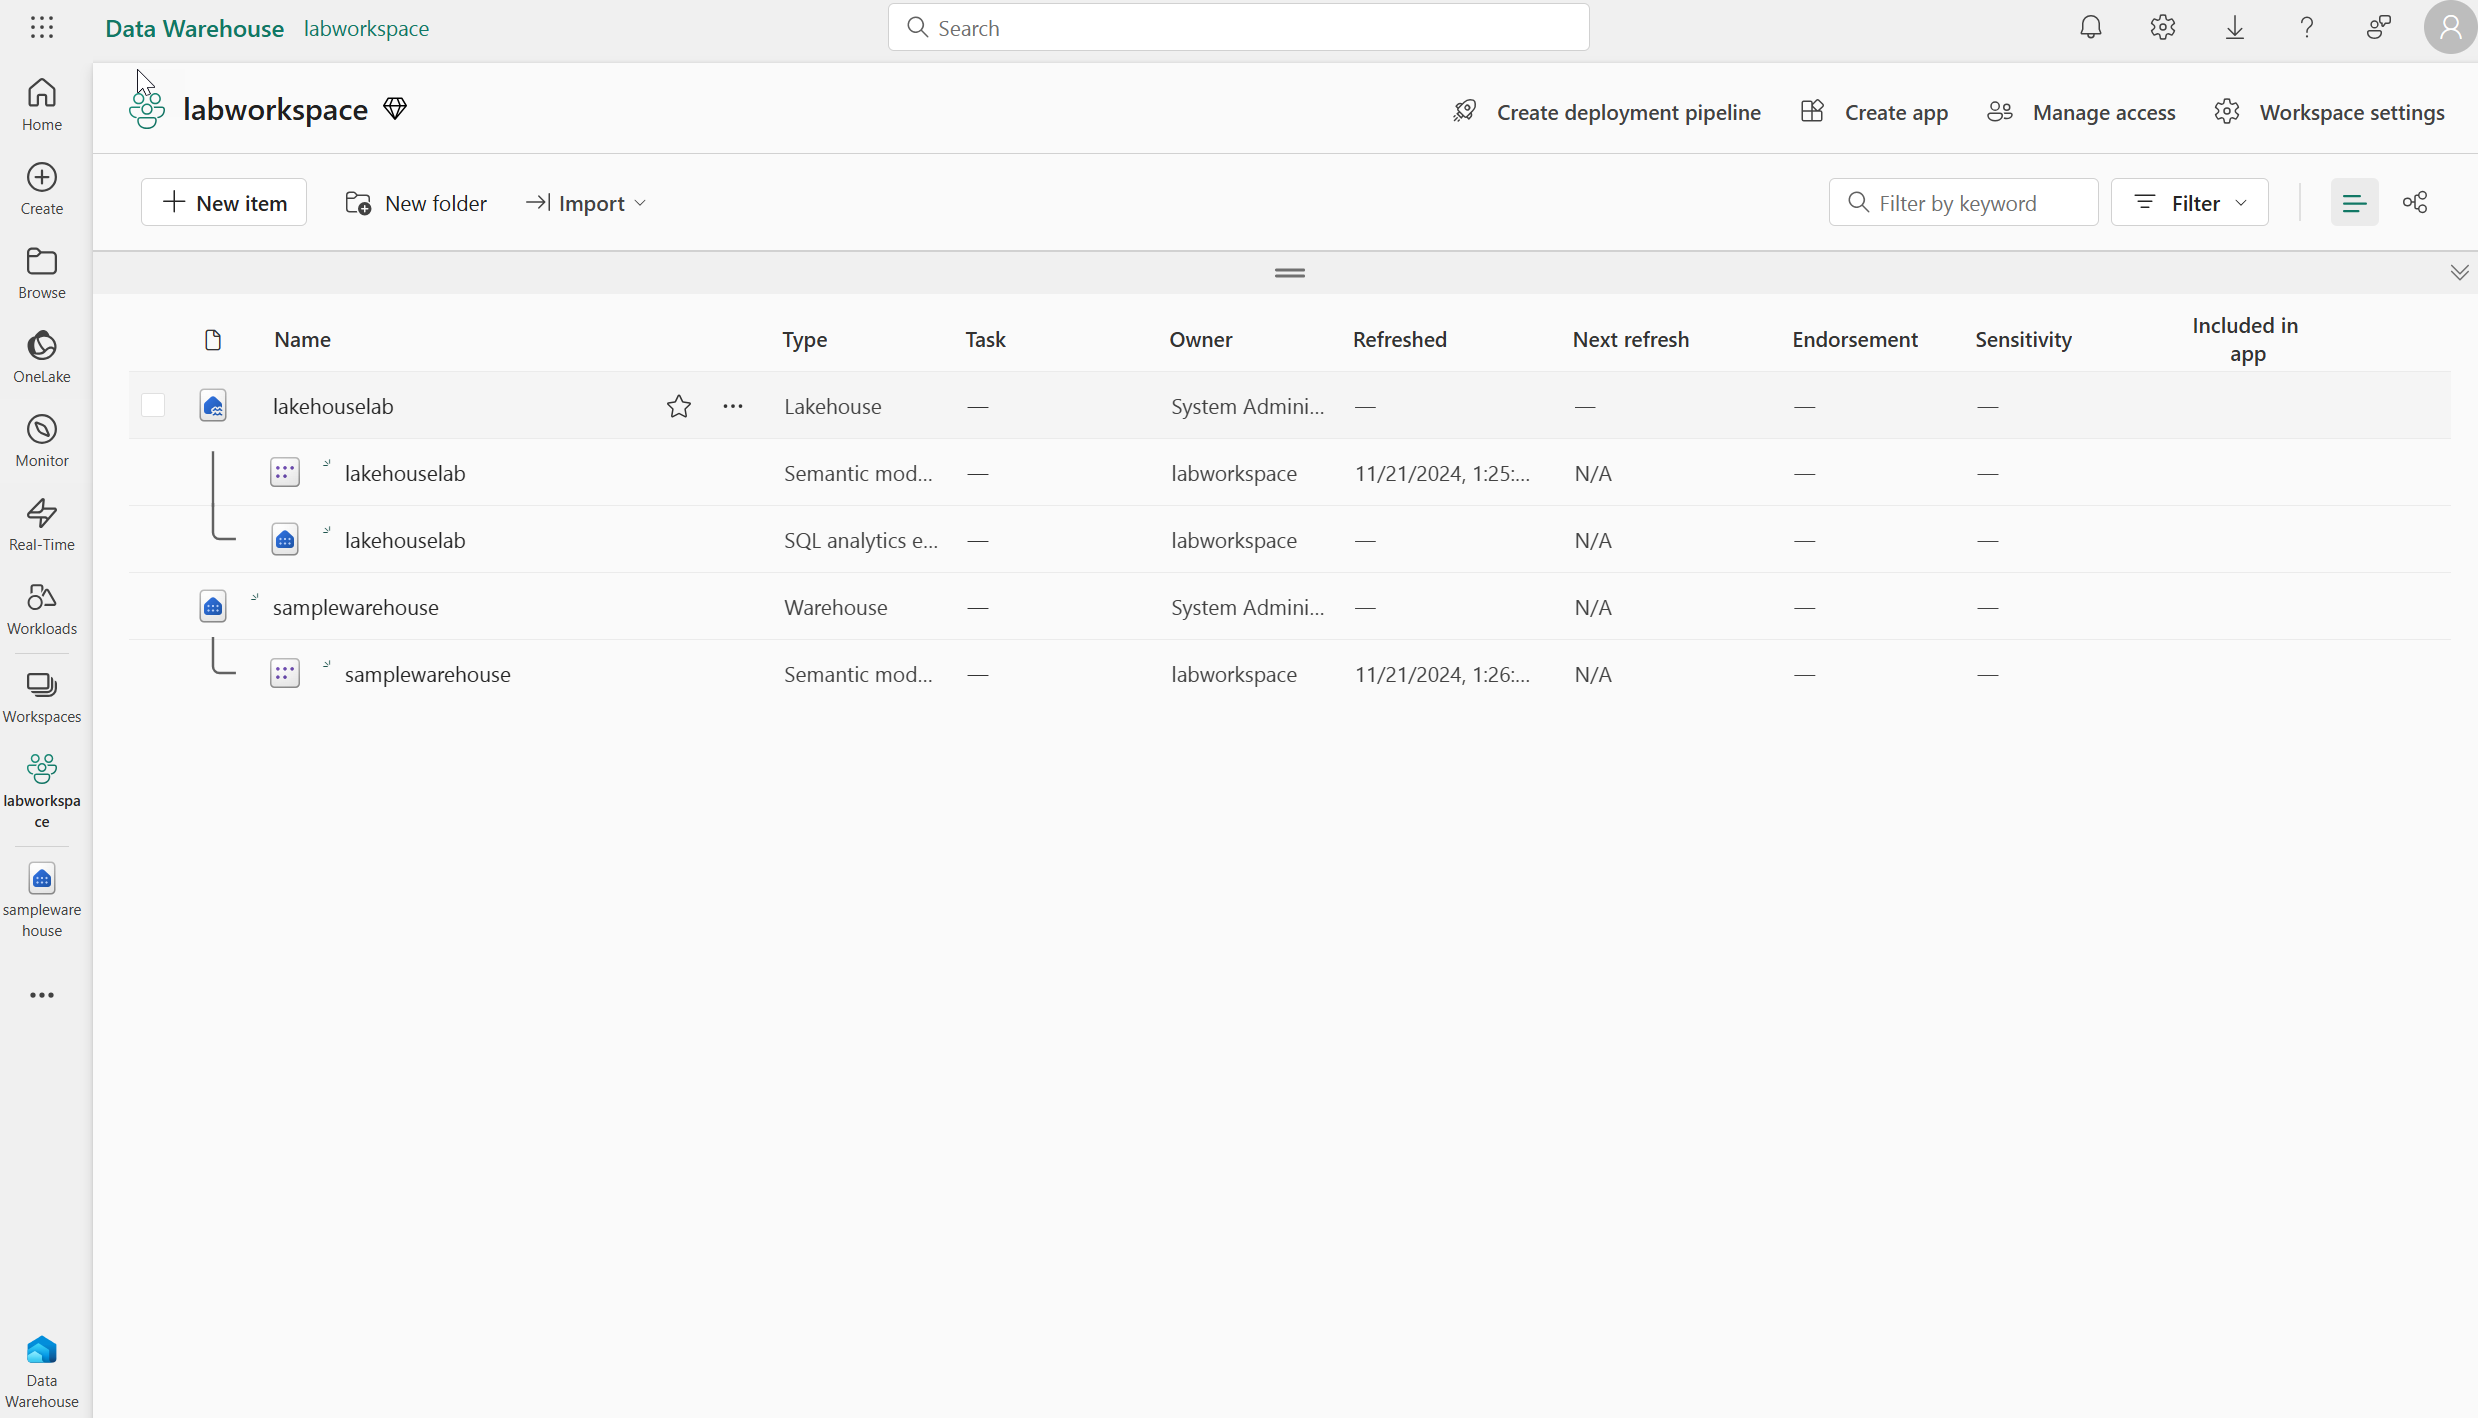 Data Warehouse labworkspace
Search
Home
Create
Browse
OneLake
Monitor
Real-Time
Workloads
Workspaces
labworkspa
ce
sampleware
house
Data
Warehouse
labworkspace
Create deployment pipeline Create app Manage access Workspace settings
New item New folder Import Filter by keyword Filter
Name Type Task Owner Refreshed Next refresh Endorsement Sensitivity Included in
app
lakehouselab Lakehouse — System Admini... — — — —
lakehouselab Semantic mod... — labworkspace 11/21/2024, 1:25:... N/A — —
lakehouselab SQL analytics e... — labworkspace — N/A — —
samplewarehouse Warehouse — System Admini... — N/A — —
samplewarehouse Semantic mod... — labworkspace 11/21/2024, 1:26:... N/A — —